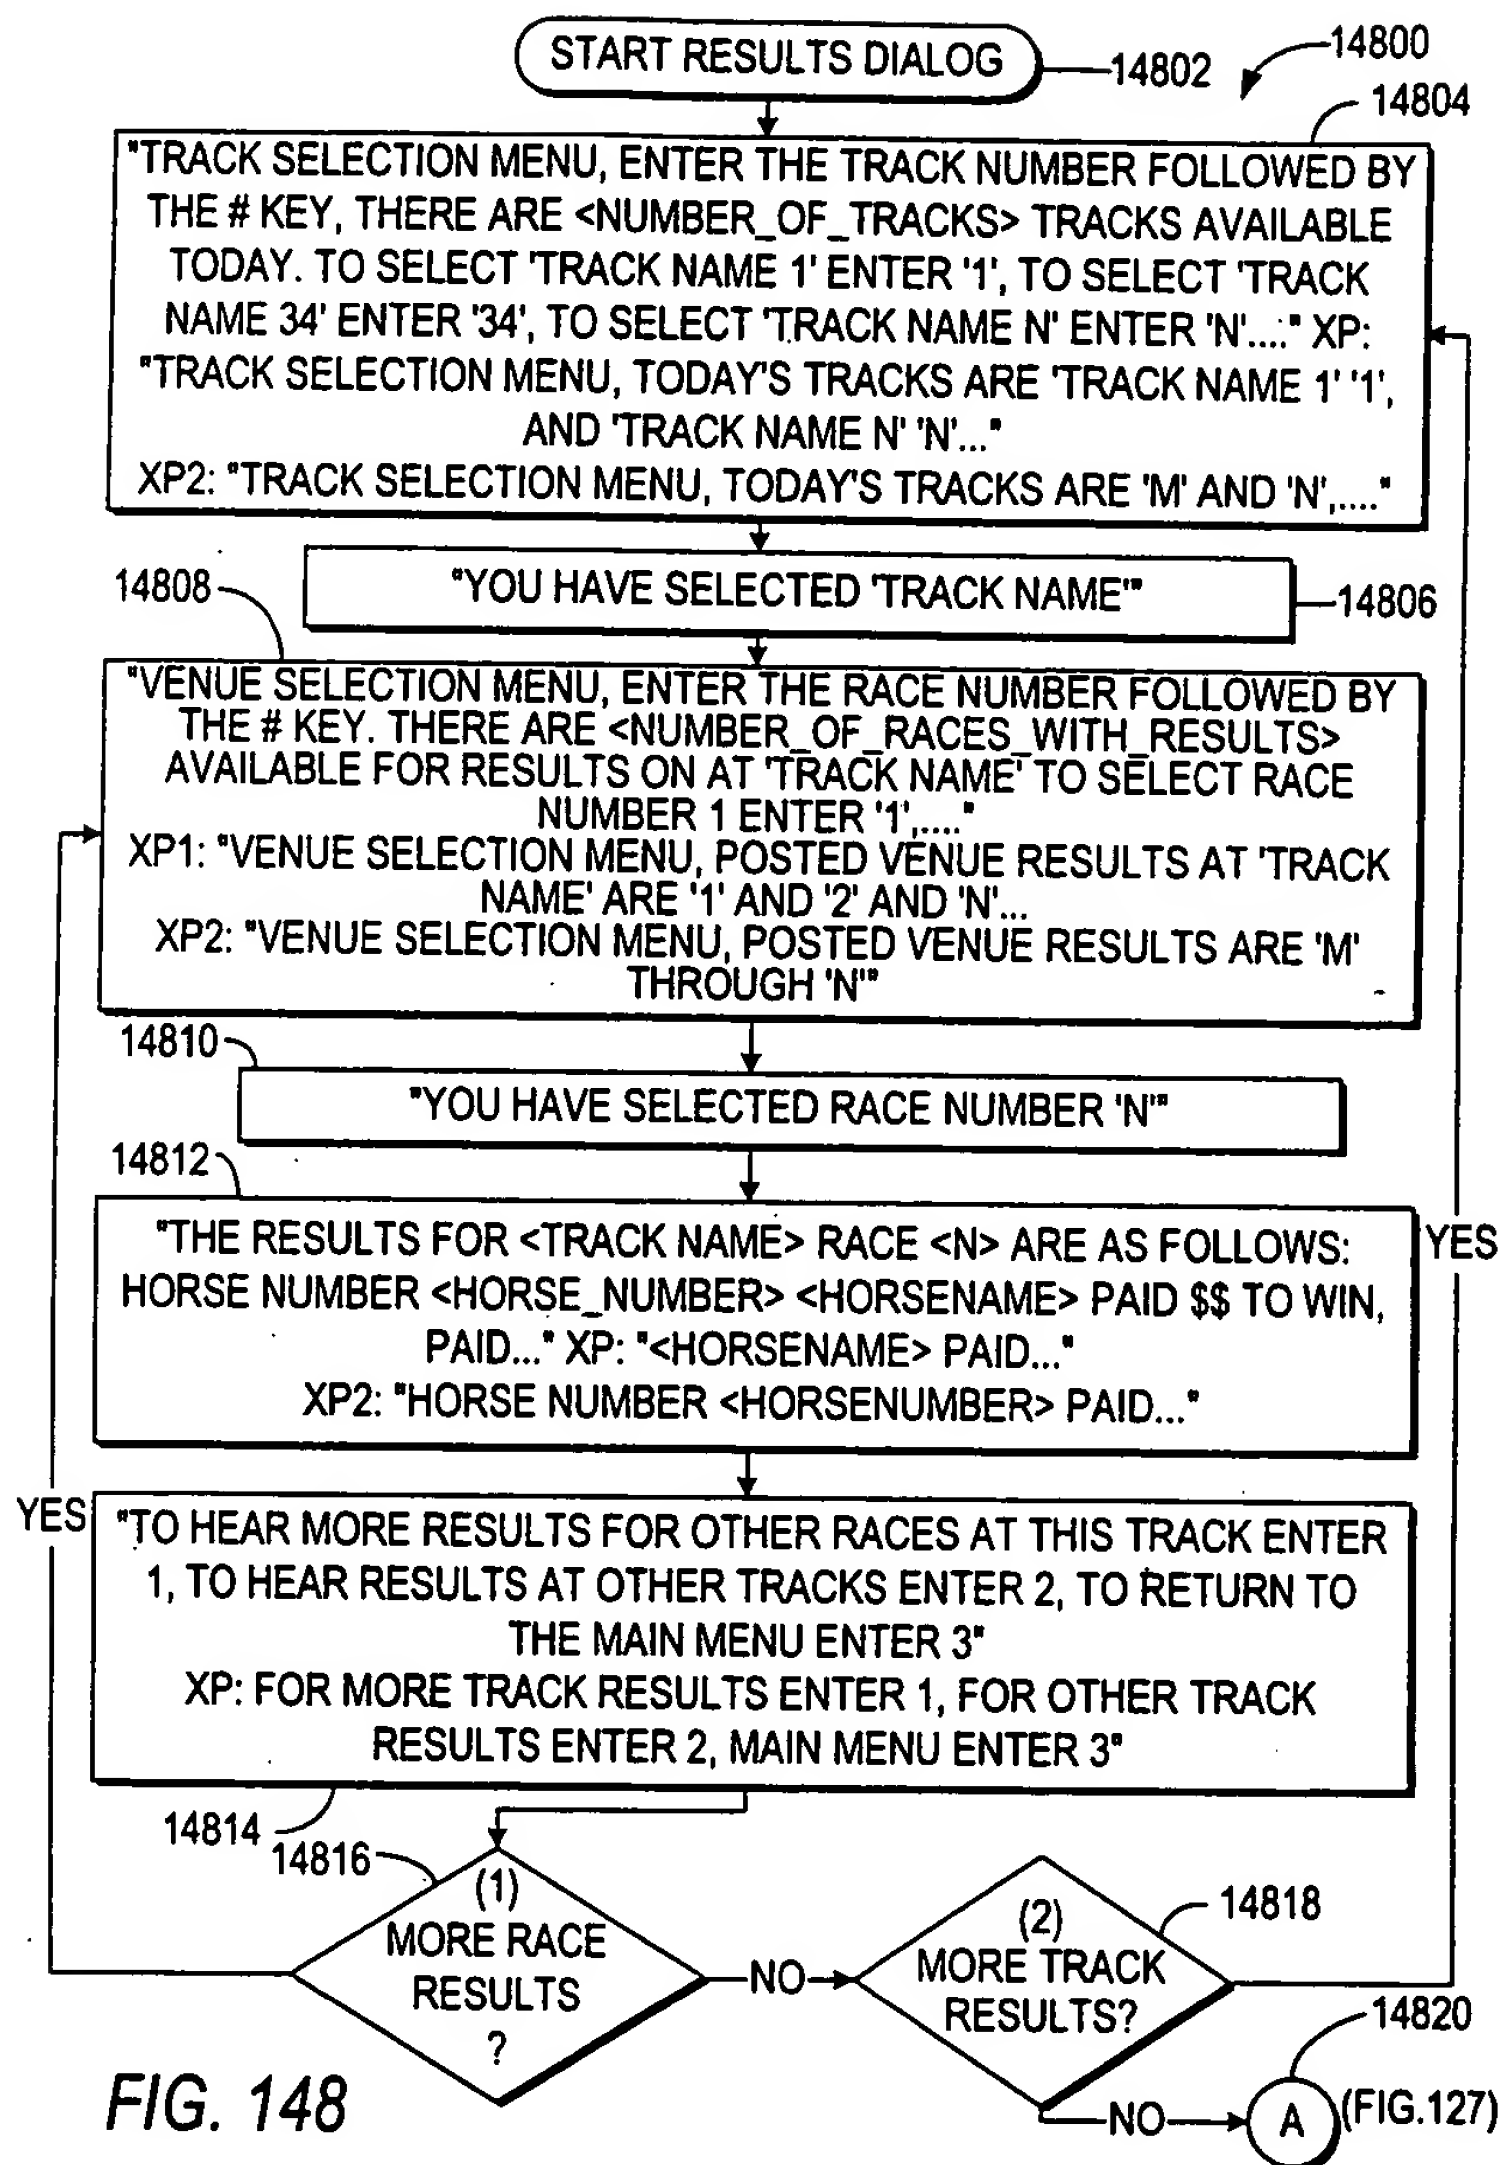 START RESULTS DIALOG
14802
14800
14804
"TRACK SELECTION MENU, ENTER THE TRACK NUMBER FOLLOWED BY
THE # KEY, THERE ARE <NUMBER_OF_TRACKS> TRACKS AVAILABLE
TODAY. TO SELECT 'TRACK NAME 1' ENTER '1', TO SELECT 'TRACK
NAME 34' ENTER '34', TO SELECT 'TRACK NAME N' ENTER 'N'...." XP:
"TRACK SELECTION MENU, TODAY'S TRACKS ARE 'TRACK NAME 1' '1',
AND 'TRACK NAME N' 'N'..."
XP2: "TRACK SELECTION MENU, TODAY'S TRACKS ARE 'M' AND 'N',...."
14808
"YOU HAVE SELECTED 'TRACK NAME'"
14806
"VENUE SELECTION MENU, ENTER THE RACE NUMBER FOLLOWED BY
THE # KEY. THERE ARE <NUMBER_OF_RACES_WITH_RESULTS>
AVAILABLE FOR RESULTS ON AT 'TRACK NAME' TO SELECT RACE
NUMBER 1 ENTER '1',...."
XP1: "VENUE SELECTION MENU, POSTED VENUE RESULTS AT 'TRACK
NAME' ARE '1' AND '2' AND 'N'...
XP2: "VENUE SELECTION MENU, POSTED VENUE RESULTS ARE 'M'
THROUGH 'N'"
14810
"YOU HAVE SELECTED RACE NUMBER 'N'"
14812
"THE RESULTS FOR <TRACK NAME> RACE <N> ARE AS FOLLOWS:
HORSE NUMBER <HORSE_NUMBER> <HORSENAME> PAID $$ TO WIN,
PAID..." XP: "<HORSENAME> PAID..."
XP2: "HORSE NUMBER <HORSENUMBER> PAID..."
YES
YES
"TO HEAR MORE RESULTS FOR OTHER RACES AT THIS TRACK ENTER
1, TO HEAR RESULTS AT OTHER TRACKS ENTER 2, TO RETURN TO
THE MAIN MENU ENTER 3"
XP: FOR MORE TRACK RESULTS ENTER 1, FOR OTHER TRACK
RESULTS ENTER 2, MAIN MENU ENTER 3"
14814
14816
(1)
MORE RACE
RESULTS
?
NO
(2)
MORE TRACK
RESULTS?
14818
14820
NO
A
(FIG.127)
FIG. 148